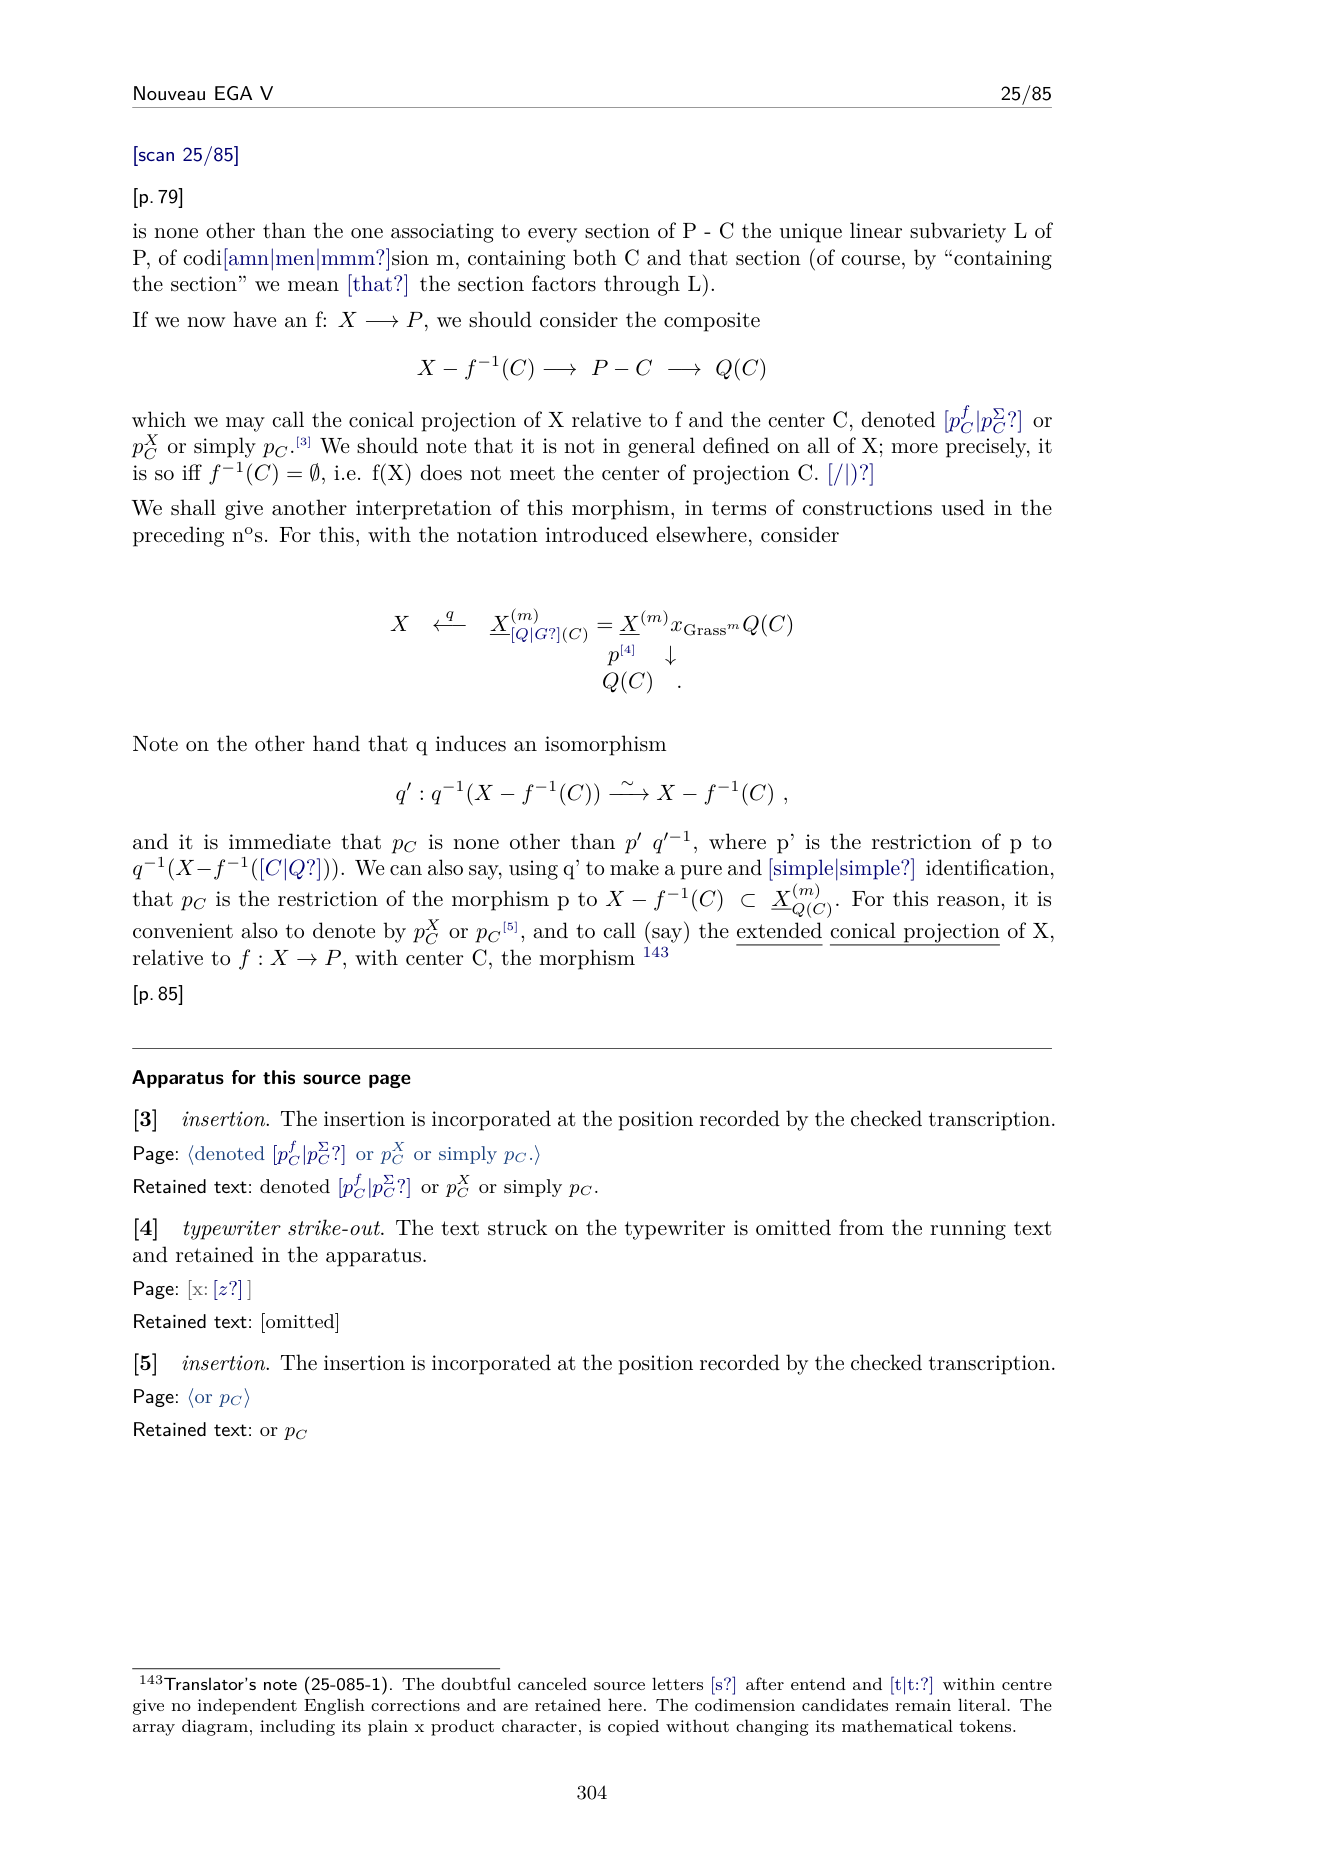 Nouveau EGA V 25/85
[scan 25/85]
[p. 79]
is none other than the one associating to every section of P - C the unique linear subvariety L of
P, of codi[amn|men|mmm?]sion m, containing both C and that section (of course, by “containing
the section” we mean [that?] the section factors through L).
If we now have an f: X ⟶ P, we should consider the composite
X − f⁻¹(C) ⟶ P − C ⟶ Q(C)
which we may call the conical projection of X relative to f and the center C, denoted [p_C^f|p_C^Σ?] or
p_C^X or simply p_C.[3] We should note that it is not in general defined on all of X; more precisely, it
is so iff f⁻¹(C) = ∅, i.e. f(X) does not meet the center of projection C. [/|)?]
We shall give another interpretation of this morphism, in terms of constructions used in the
preceding nºs. For this, with the notation introduced elsewhere, consider
X ⟵^q X^(m)_[Q|G?](C) = X^(m) x_Grass^m Q(C)
p[4] ↓
Q(C) .
Note on the other hand that q induces an isomorphism
q′ : q⁻¹(X − f⁻¹(C)) ⟶^∼ X − f⁻¹(C) ,
and it is immediate that p_C is none other than p′ q′⁻¹, where p’ is the restriction of p to
q⁻¹(X−f⁻¹([C|Q?])). We can also say, using q’ to make a pure and [simple|simple?] identification,
that p_C is the restriction of the morphism p to X − f⁻¹(C) ⊂ X^(m)_Q(C). For this reason, it is
convenient also to denote by p_C^X or p_C[5], and to call (say) the extended conical projection of X,
relative to f : X → P, with center C, the morphism 143
[p. 85]
Apparatus for this source page
[3] insertion. The insertion is incorporated at the position recorded by the checked transcription.
Page: ⟨denoted [p_C^f|p_C^Σ?] or p_C^X or simply p_C.⟩
Retained text: denoted [p_C^f|p_C^Σ?] or p_C^X or simply p_C.
[4] typewriter strike-out. The text struck on the typewriter is omitted from the running text
and retained in the apparatus.
Page: [x: [z?] ]
Retained text: [omitted]
[5] insertion. The insertion is incorporated at the position recorded by the checked transcription.
Page: ⟨or p_C⟩
Retained text: or p_C
143Translator’s note (25-085-1). The doubtful canceled source letters [s?] after entend and [t|t:?] within centre
give no independent English corrections and are retained here. The codimension candidates remain literal. The
array diagram, including its plain x product character, is copied without changing its mathematical tokens.
304